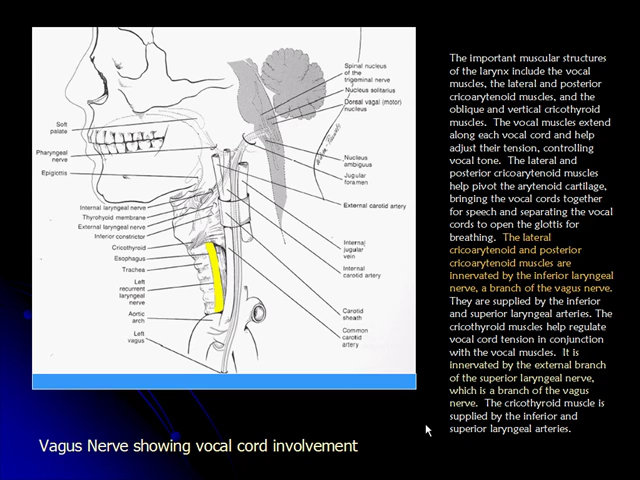 Spinal nucleus
of the
trigeminal nerve
Nucleus solitarius
Dorsal vagal (motor)
nucleus
Soft
palate
Pharyngeal
nerve
Epiglottis
Nucleus
ambiguus
Jugular
foramen
External carotid artery
Internal laryngeal nerve
Thyrohyoid membrane
External laryngeal nerve
Inferior constrictor
Cricothyroid
Esophagus
Trachea
Left
recurrent
laryngeal
nerve
Aortic
arch
Left
vagus
Internal
jugular
vein
Internal
carotid artery
Carotid
sheath
Common
carotid
artery
The important muscular structures
of the larynx include the vocal
muscles, the lateral and posterior
cricoarytenoid muscles, and the
oblique and vertical cricothyroid
muscles. The vocal muscles extend
along each vocal cord and help
adjust their tension, controlling
vocal tone. The lateral and
posterior cricoarytenoid muscles
help pivot the arytenoid cartilage,
bringing the vocal cords together
for speech and separating the vocal
cords to open the glottis for
breathing. The lateral
cricoarytenoid and posterior
cricoarytenoid muscles are
innervated by the inferior laryngeal
nerve, a branch of the vagus nerve.
They are supplied by the inferior
and superior laryngeal arteries. The
cricothyroid muscles help regulate
vocal cord tension in conjunction
with the vocal muscles. It is
innervated by the external branch
of the superior laryngeal nerve,
which is a branch of the vagus
nerve. The cricothyroid muscle is
supplied by the inferior and
superior laryngeal arteries.
Vagus Nerve showing vocal cord involvement